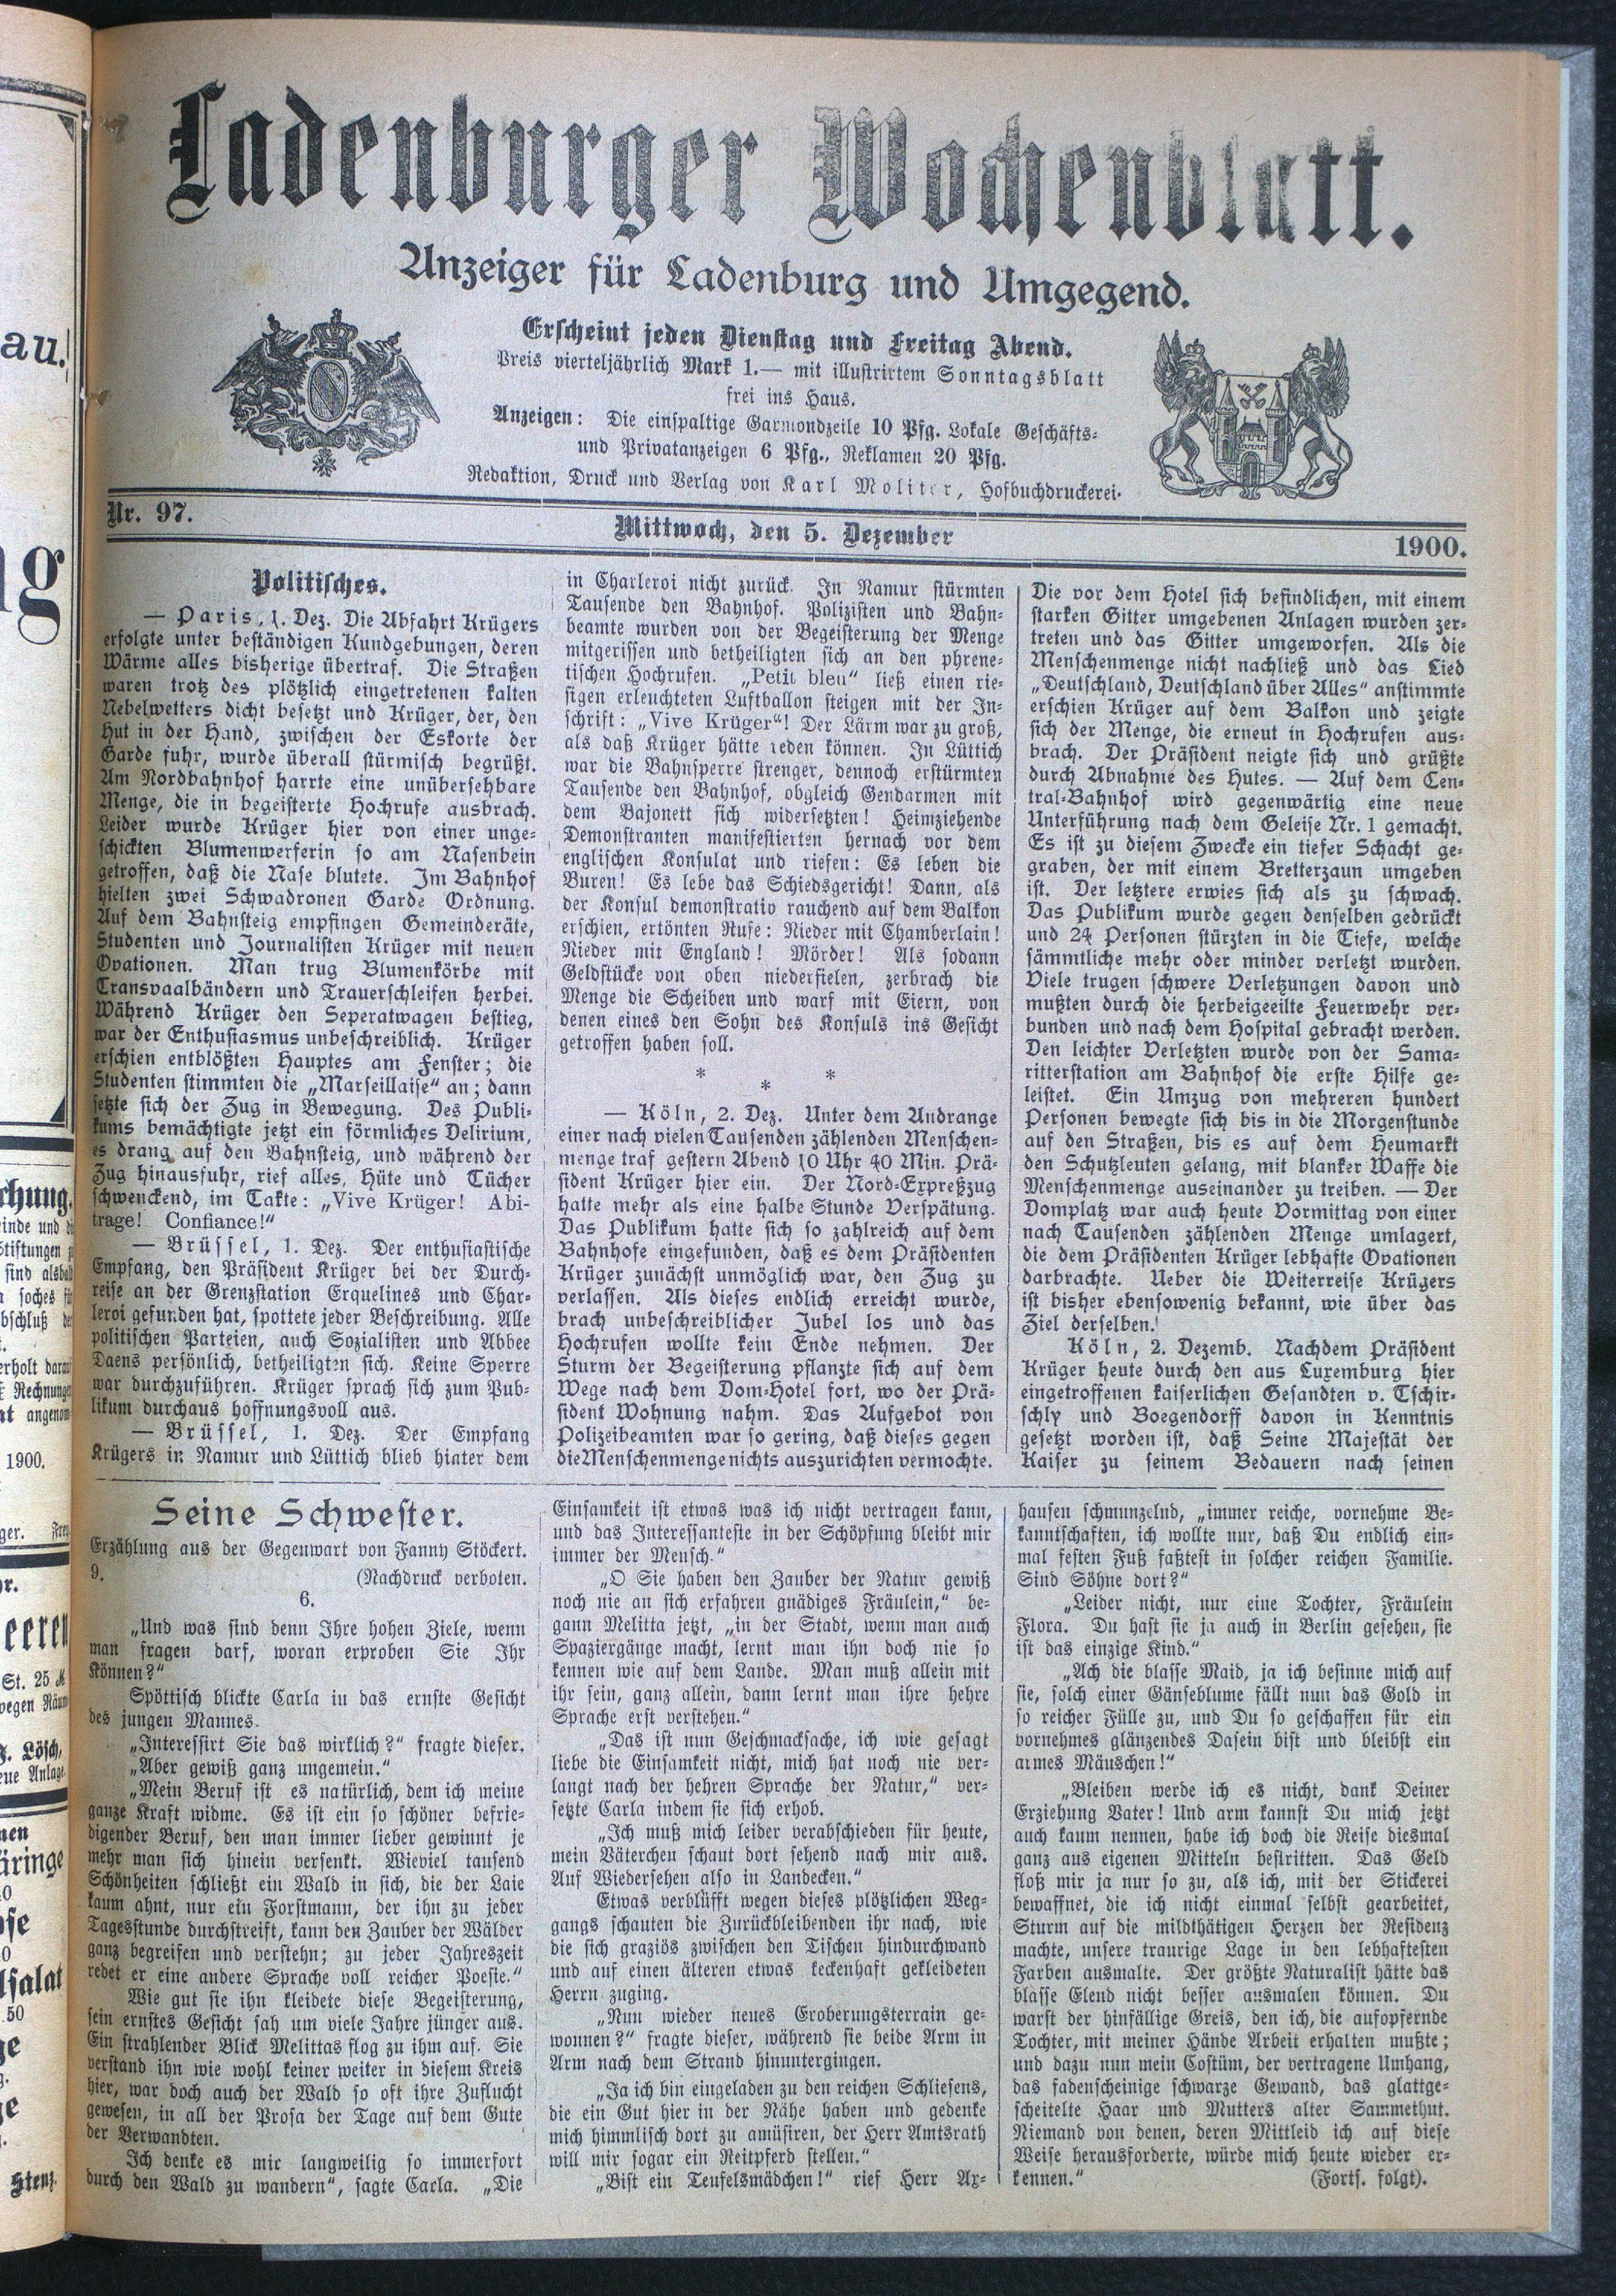 Ladenburger Wochenblatt.
Anzeiger für Ladenburg und Umgegend.
Erscheint jeden Dienstag und Freitag Abend.
Preis vierteljährlich Mark 1.— mit illustrirtem Sonntagsblatt
frei ins Haus.
Anzeigen: Die einspaltige Garmondzeile 10 Pfg. Lokale Geschäfts-
und Privatanzeigen 6 Pfg., Reklamen 20 Pfg.
Redaktion, Druck und Verlag von Karl Molitor, Hofbuchdruckerei.
Nr. 97.
Mittwoch, den 5. Dezember
1900.
Politisches.
— Paris, 1. Dez. Die Abfahrt Krügers
erfolgte unter beständigen Kundgebungen, deren
Wärme alles bisherige übertraf. Die Straßen
waren trotz des plötzlich eingetretenen kalten
Nebelwetters dicht besetzt und Krüger, der, den
Hut in der Hand, zwischen der Eskorte der
Garde fuhr, wurde überall stürmisch begrüßt.
Am Nordbahnhof harrte eine unübersehbare
Menge, die in begeisterte Hochrufe ausbrach.
Leider wurde Krüger hier von einer unge-
schickten Blumenwerferin so am Nasenbein
getroffen, daß die Nase blutete. Im Bahnhof
hielten zwei Schwadronen Garde Ordnung.
Auf dem Bahnsteig empfingen Gemeinderäte,
Studenten und Journalisten Krüger mit neuen
Ovationen. Man trug Blumenkörbe mit
Transvaalbändern und Trauerschleifen herbei.
Während Krüger den Seperatwagen bestieg,
war der Enthusiasmus unbeschreiblich. Krüger
erschien entblößten Hauptes am Fenster; die
Studenten stimmten die „Marseillaise“ an; dann
setzte sich der Zug in Bewegung. Des Publi-
kums bemächtigte jetzt ein förmliches Delirium,
es drang auf den Bahnsteig, und während der
Zug hinausfuhr, rief alles, Hüte und Tücher
schwenckend, im Takte: „Vive Krüger! Abi-
trage! Confiance!“
— Brüssel, 1. Dez. Der enthusiastische
Empfang, den Präsident Krüger bei der Durch-
reise an der Grenzstation Erquelines und Char-
leroi gefunden hat, spottete jeder Beschreibung. Alle
politischen Parteien, auch Sozialisten und Abbee
Daens persönlich, betheiligten sich. Keine Sperre
war durchzuführen. Krüger sprach sich zum Pub-
likum durchaus hoffnungsvoll aus.
— Brüssel, 1. Dez. Der Empfang
Krügers in Namur und Lüttich blieb hinter dem
in Charleroi nicht zurück. In Namur stürmten
Tausende den Bahnhof. Polizisten und Bahn-
beamte wurden von der Begeisterung der Menge
mitgerissen und betheiligten sich an den phrene-
tischen Hochrufen. „Petit bleu“ ließ einen rie-
sigen erleuchteten Luftballon steigen mit der In-
schrift: „Vive Krüger“! Der Lärm war zu groß,
als daß Krüger hätte reden können. In Lüttich
war die Bahnsperre strenger, dennoch erstürmten
Tausende den Bahnhof, obgleich Gendarmen mit
dem Bajonett sich widersetzten! Heimziehende
Demonstranten manifestierten hernach vor dem
englischen Konsulat und riefen: Es leben die
Buren! Es lebe das Schiedsgericht! Dann, als
der Konsul demonstrativ rauchend auf dem Balkon
erschien, ertönten Rufe: Nieder mit Chamberlain!
Nieder mit England! Mörder! Als sodann
Geldstücke von oben niederfielen, zerbrach die
Menge die Scheiben und warf mit Eiern, von
denen eines den Sohn des Konsuls ins Gesicht
getroffen haben soll.
* * *
— Köln, 2. Dez. Unter dem Andrange
einer nach vielen Tausenden zählenden Menschen-
menge traf gestern Abend 10 Uhr 40 Min. Prä-
sident Krüger hier ein. Der Nord-Expreßzug
hatte mehr als eine halbe Stunde Verspätung.
Das Publikum hatte sich so zahlreich auf dem
Bahnhofe eingefunden, daß es dem Präsidenten
Krüger zunächst unmöglich war, den Zug zu
verlassen. Als dieses endlich erreicht wurde,
brach unbeschreiblicher Jubel los und das
Hochrufen wollte kein Ende nehmen. Der
Sturm der Begeisterung pflanzte sich auf dem
Wege nach dem Dom-Hotel fort, wo der Prä-
sident Wohnung nahm. Das Aufgebot von
Polizeibeamten war so gering, daß dieses gegen
die Menschenmenge nichts auszurichten vermochte.
Die vor dem Hotel sich befindlichen, mit einem
starken Gitter umgebenen Anlagen wurden zer-
treten und das Gitter umgeworfen. Als die
Menschenmenge nicht nachließ und das Lied
„Deutschland, Deutschland über Alles“ anstimmte
erschien Krüger auf dem Balkon und zeigte
sich der Menge, die erneut in Hochrufen aus-
brach. Der Präsident neigte sich und grüßte
durch Abnahme des Hutes. — Auf dem Cen-
tral-Bahnhof wird gegenwärtig eine neue
Unterführung nach dem Geleise Nr. 1 gemacht.
Es ist zu diesem Zwecke ein tiefer Schacht ge-
graben, der mit einem Bretterzaun umgeben
ist. Der letztere erwies sich als zu schwach.
Das Publikum wurde gegen denselben gedrückt
und 24 Personen stürzten in die Tiefe, welche
sämmtliche mehr oder minder verletzt wurden.
Viele trugen schwere Verletzungen davon und
mußten durch die herbeigeeilte Feuerwehr ver-
bunden und nach dem Hospital gebracht werden.
Den leichter Verletzten wurde von der Sama-
ritterstation am Bahnhof die erste Hilfe ge-
leistet. Ein Umzug von mehreren hundert
Personen bewegte sich bis in die Morgenstunde
auf den Straßen, bis es auf dem Heumarkt
den Schutzleuten gelang, mit blanker Waffe die
Menschenmenge auseinander zu treiben. — Der
Domplatz war auch heute Vormittag von einer
nach Tausenden zählenden Menge umlagert,
die dem Präsidenten Krüger lebhafte Ovationen
darbrachte. Ueber die Weiterreise Krügers
ist bisher ebensowenig bekannt, wie über das
Ziel derselben.
Köln, 2. Dezemb. Nachdem Präsident
Krüger heute durch den aus Luxemburg hier
eingetroffenen kaiserlichen Gesandten v. Tschir-
schly und Boegendorff davon in Kenntnis
gesetzt worden ist, daß Seine Majestät der
Kaiser zu seinem Bedauern nach seinen
Seine Schwester.
Erzählung aus der Gegenwart von Fanny Stöckert.
9. (Nachdruck verboten.
6.
„Und was sind denn Ihre hohen Ziele, wenn
man fragen darf, woran erproben Sie Ihr
Können?“
Spöttisch blickte Carla in das ernste Gesicht
des jungen Mannes.
„Interessirt Sie das wirklich?“ fragte dieser.
„Aber gewiß ganz ungemein.“
„Mein Beruf ist es natürlich, dem ich meine
ganze Kraft widme. Es ist ein so schöner befrie-
digender Beruf, den man immer lieber gewinnt je
mehr man sich hinein versenkt. Wieviel tausend
Schönheiten schließt ein Wald in sich, die der Laie
kaum ahnt, nur ein Forstmann, der ihn zu jeder
Tagesstunde durchstreift, kann den Zauber der Wälder
ganz begreifen und verstehn; zu jeder Jahreszeit
redet er eine andere Sprache voll reicher Poesie.“
Wie gut sie ihn kleidete diese Begeisterung,
sein ernstes Gesicht sah um viele Jahre jünger aus.
Ein strahlender Blick Melittas flog zu ihm auf. Sie
verstand ihn wie wohl keiner weiter in diesem Kreis
hier, war doch auch der Wald so oft ihre Zuflucht
gewesen, in all der Prosa der Tage auf dem Gute
der Verwandten.
Ich denke es mir langweilig so immerfort
durch den Wald zu wandern“, sagte Carla. „Die
Einsamkeit ist etwas was ich nicht vertragen kann,
und das Interessanteste in der Schöpfung bleibt mir
immer der Mensch.“
„O Sie haben den Zauber der Natur gewiß
noch nie an sich erfahren gnädiges Fräulein,“ be-
gann Melitta jetzt, „in der Stadt, wenn man auch
Spaziergänge macht, lernt man ihn doch nie so
kennen wie auf dem Lande. Man muß allein mit
ihr sein, ganz allein, dann lernt man ihre hehre
Sprache erst verstehen.“
„Das ist nun Geschmacksache, ich wie gesagt
liebe die Einsamkeit nicht, mich hat noch nie ver-
langt nach der hehren Sprache der Natur,“ ver-
setzte Carla indem sie sich erhob.
„Ich muß mich leider verabschieden für heute,
mein Väterchen schaut dort sehend nach mir aus.
Auf Wiedersehen also in Landecken.“
Etwas verblüfft wegen dieses plötzlichen Weg-
gangs schauten die Zurückbleibenden ihr nach, wie
die sich graziös zwischen den Tischen hindurchwand
und auf einen älteren etwas keckenhaft gekleideten
Herrn zuging.
„Nun wieder neues Eroberungsterrain ge-
wonnen?“ fragte dieser, während sie beide Arm in
Arm nach dem Strand hinuntergingen.
„Ja ich bin eingeladen zu den reichen Schliesens,
die ein Gut hier in der Nähe haben und gedenke
mich himmlisch dort zu amüsiren, der Herr Amtsrath
will mir sogar ein Reitpferd stellen.“
„Bist ein Teufelsmädchen!“ rief Herr Ax-
hausen schmunzelnd, „immer reiche, vornehme Be-
kanntschaften, ich wollte nur, daß Du endlich ein-
mal festen Fuß faßtest in solcher reichen Familie.
Sind Söhne dort?“
„Leider nicht, nur eine Tochter, Fräulein
Flora. Du hast sie ja auch in Berlin gesehen, sie
ist das einzige Kind.“
„Ach die blasse Maid, ja ich besinne mich auf
sie, solch einer Gänseblume fällt nun das Gold in
so reicher Fülle zu, und Du so geschaffen für ein
vornehmes glänzendes Dasein bist und bleibst ein
armes Mäuschen!“
„Bleiben werde ich es nicht, dank Deiner
Erziehung Vater! Und arm kannst Du mich jetzt
auch kaum nennen, habe ich doch die Reise diesmal
ganz aus eigenen Mitteln bestritten. Das Geld
floß mir ja nur so zu, als ich, mit der Stickerei
bewaffnet, die ich nicht einmal selbst gearbeitet,
Sturm auf die mildthätigen Herzen der Residenz
machte, unsere traurige Lage in den lebhaftesten
Farben ausmalte. Der größte Naturalist hätte das
blasse Elend nicht besser ausmalen können. Du
warst der hinfällige Greis, den ich, die aufopfernde
Tochter, mit meiner Hände Arbeit erhalten mußte;
und dazu nun mein Costüm, der vertragene Umhang,
das fadenscheinige schwarze Gewand, das glattge-
scheitelte Haar und Mutters alter Sammethut.
Niemand von denen, deren Mittleid ich auf diese
Weise herausforderte, würde mich heute wieder er-
kennen.“ (Forts. folgt).